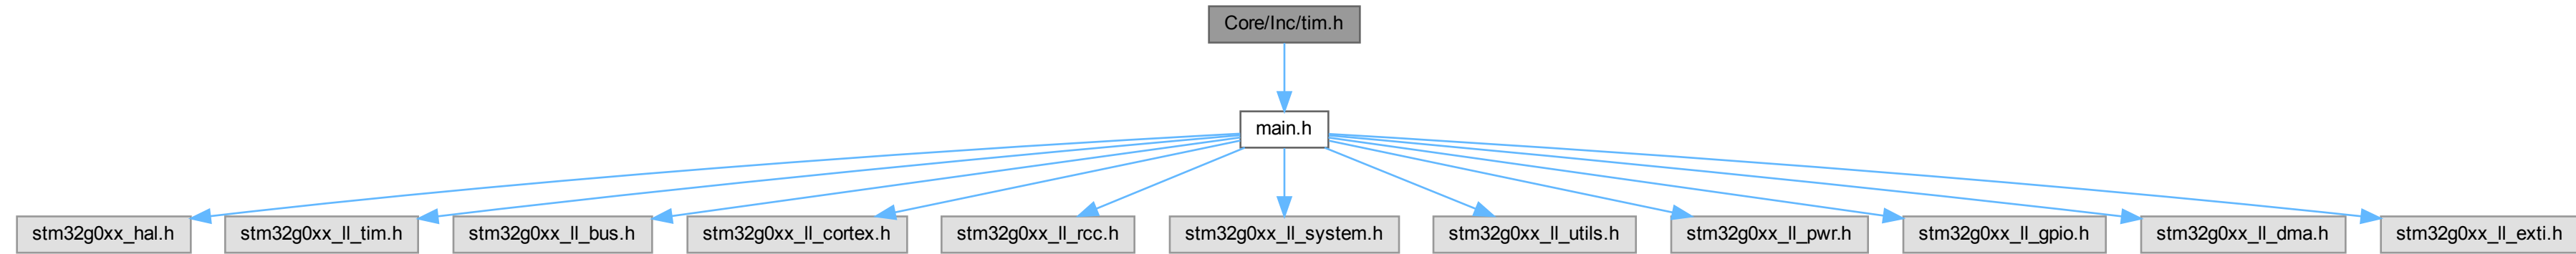 Core/Inc/tim.h
main.h
stm32g0xx_hal.h
stm32g0xx_ll_tim.h
stm32g0xx_ll_bus.h
stm32g0xx_ll_cortex.h
stm32g0xx_ll_rcc.h
stm32g0xx_ll_system.h
stm32g0xx_ll_utils.h
stm32g0xx_ll_pwr.h
stm32g0xx_ll_gpio.h
stm32g0xx_ll_dma.h
stm32g0xx_ll_exti.h